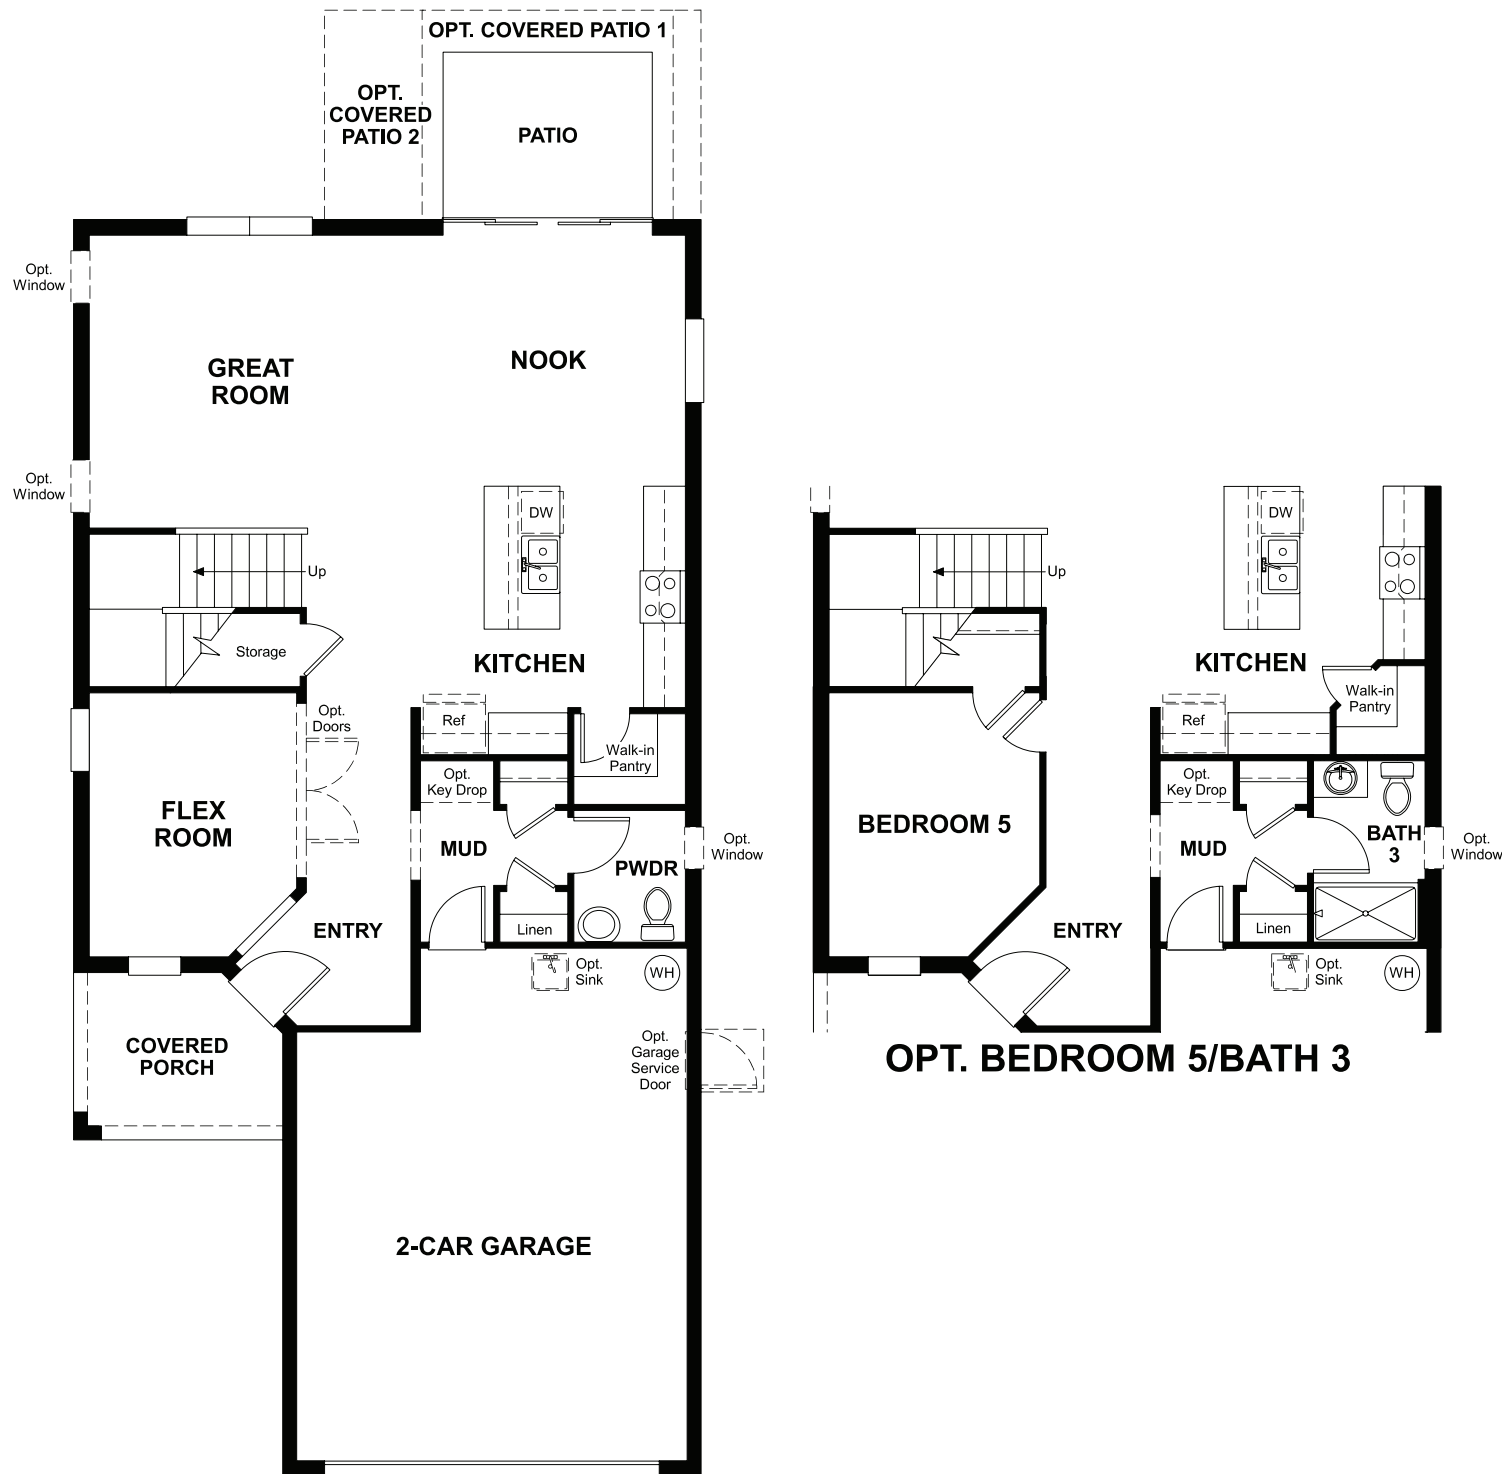 OPT. COVERED PATIO 1
OPT.
COVERED
PATIO 2
PATIO
Opt.
Window
GREAT
ROOM
NOOK
Opt.
Window
DW
Up
Storage
KITCHEN
Opt.
Doors
Ref
Walk-in
Pantry
Opt.
Key Drop
FLEX
ROOM
MUD
PWDR
Opt.
Window
ENTRY
Linen
Opt.
Sink
WH
COVERED
PORCH
Opt.
Garage
Service
Door
2-CAR GARAGE
DW
Up
KITCHEN
Walk-in
Pantry
Ref
Opt.
Key Drop
BEDROOM 5
MUD
BATH
3
Opt.
Window
ENTRY
Linen
Opt.
Sink
WH
OPT. BEDROOM 5/BATH 3